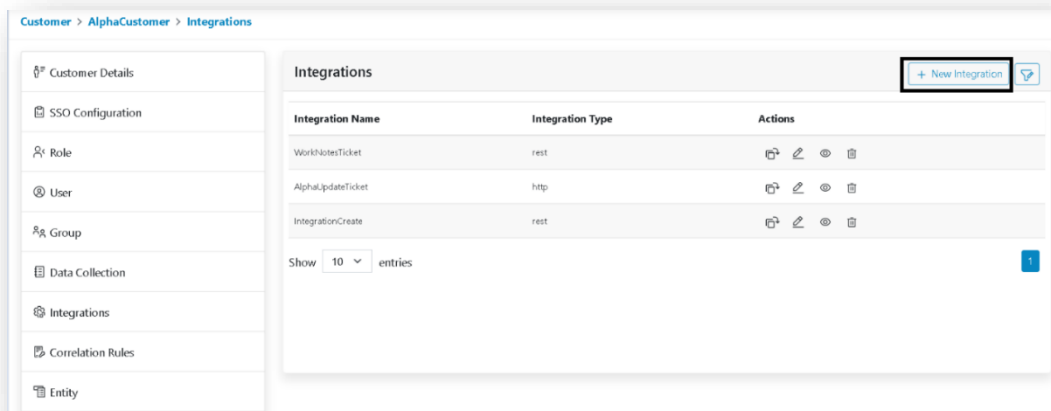 Customer > AlphaCustomer > Integrations
Customer Details
SSO Configuration
Role
User
Group
Data Collection
Integrations
Correlation Rules
Entity
Integrations
+ New Integration
Integration Name Integration Type Actions
WorkNotesTicket rest
AlphaUpdateTicket http
IntegrationCreate rest
Show 10 entries
1